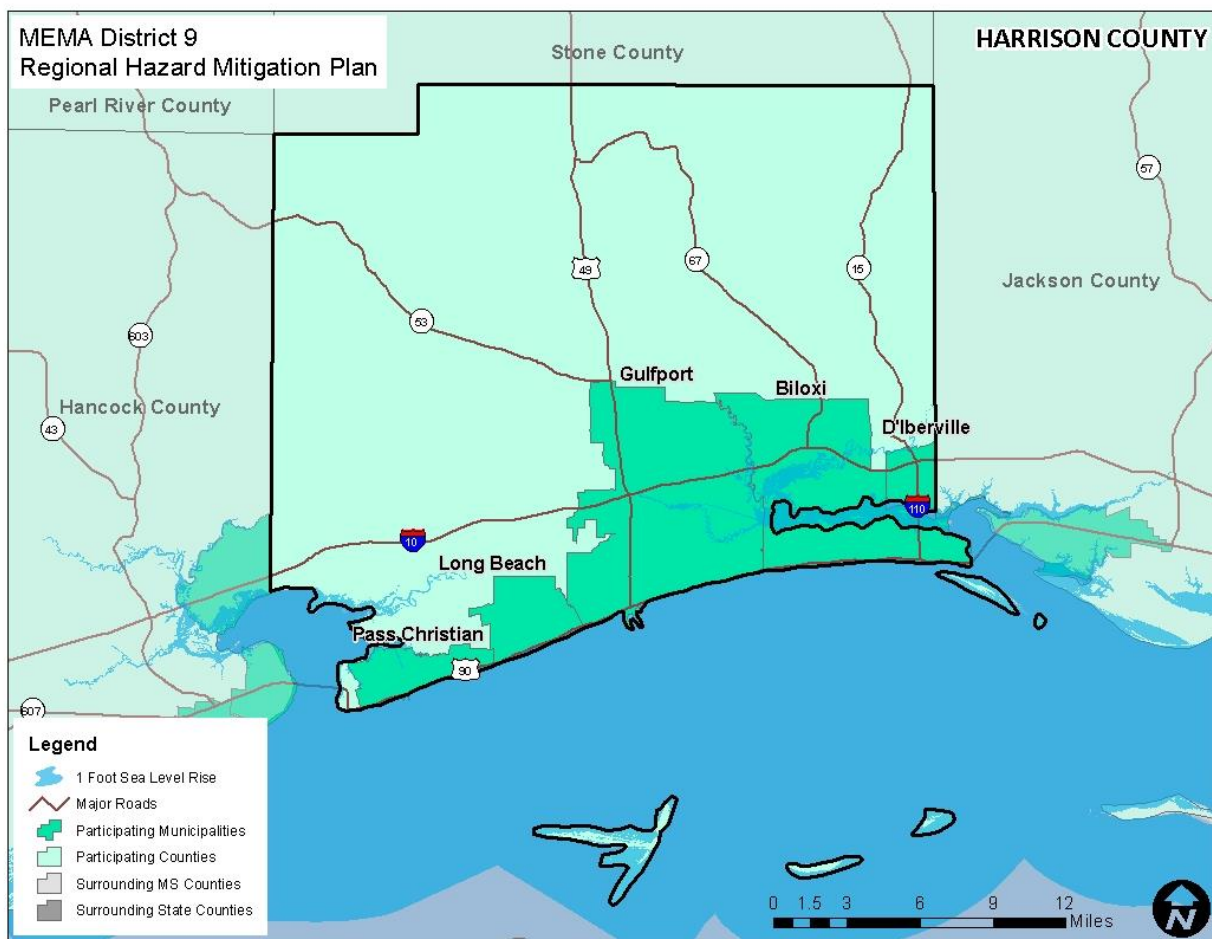 MEMA District 9
Regional Hazard Mitigation Plan
HARRISON COUNTY
Stone County
Pearl River County
57
49
67
15
Jackson County
53
603
Gulfport
Biloxi
Hancock County
43
D'Iberville
110
10
Long Beach
Pass Christian
90
607
Legend
1 Foot Sea Level Rise
Major Roads
Participating Municipalities
Participating Counties
Surrounding MS Counties
Surrounding State Counties
0 1.5 3 6 9 12
Miles
N